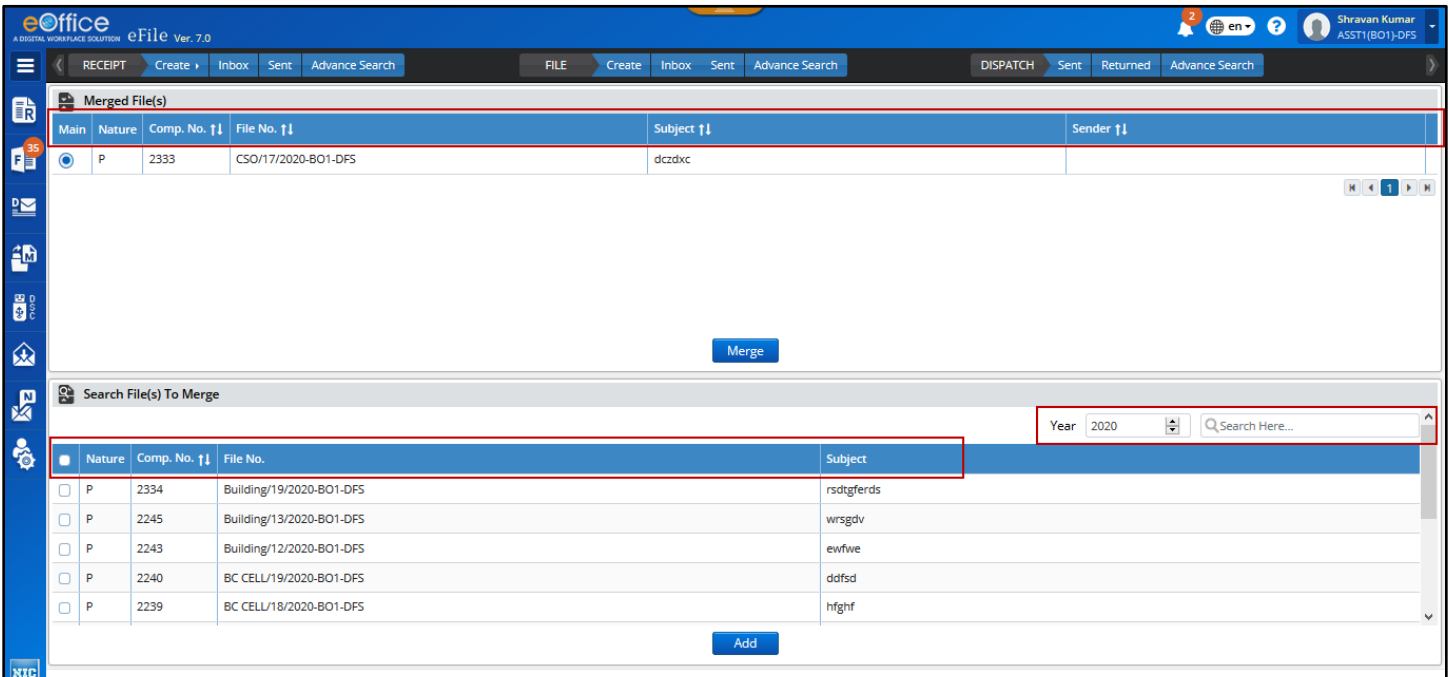 eOffice
A DIGITAL WORKPLACE SOLUTION eFile Ver. 7.0
2
en
?
Shravan Kumar
ASST1(BO1)-DFS
RECEIPT Create Inbox Sent Advance Search FILE Create Inbox Sent Advance Search DISPATCH Sent Returned Advance Search
R
35
F
D
M
DSC
N
NIC
Merged File(s)
Main Nature Comp. No. File No. Subject Sender
P 2333 CSO/17/2020-BO1-DFS dczdxc
1
Merge
Search File(s) To Merge
Year 2020 Search Here...
Nature Comp. No. File No. Subject
P 2334 Building/19/2020-BO1-DFS rsdtgferds
P 2245 Building/13/2020-BO1-DFS wrsgdv
P 2243 Building/12/2020-BO1-DFS ewfwe
P 2240 BC CELL/19/2020-BO1-DFS ddfsd
P 2239 BC CELL/18/2020-BO1-DFS hfghf
Add